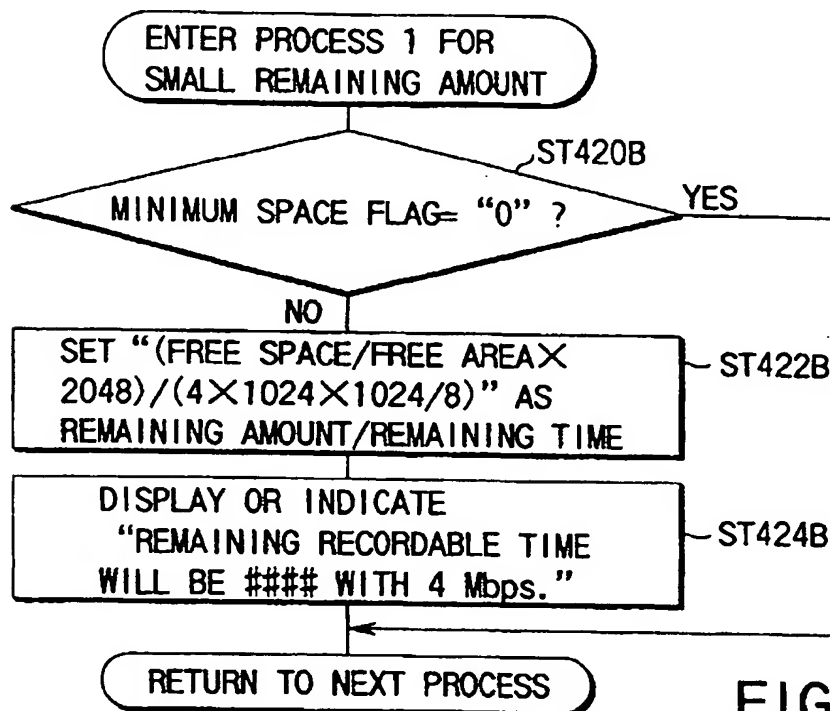 ENTER PROCESS 1 FOR
SMALL REMAINING AMOUNT
ST420B
MINIMUM SPACE FLAG= “0” ?
YES
NO
SET “(FREE SPACE/FREE AREA×
2048)/(4×1024×1024/8)” AS
REMAINING AMOUNT/REMAINING TIME
ST422B
DISPLAY OR INDICATE
“REMAINING RECORDABLE TIME
WILL BE #### WITH 4 Mbps.”
ST424B
RETURN TO NEXT PROCESS
FIG